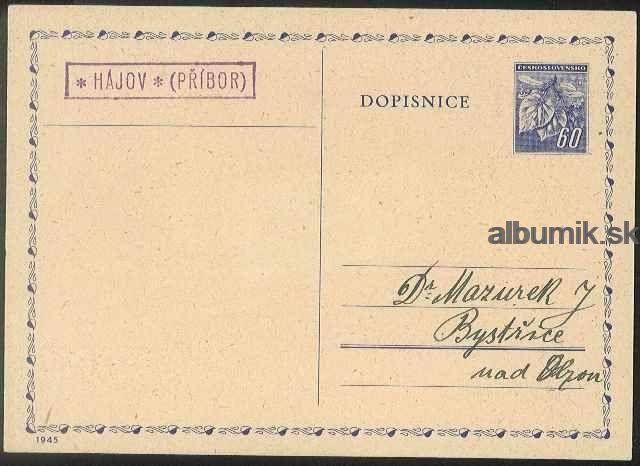 * HÁJOV * (PŘÍBOR)
DOPISNICE
ČESKOSLOVENSKO
60
albumik.sk
Dr Mazurek J
Bystřice
nad Olzou
1945